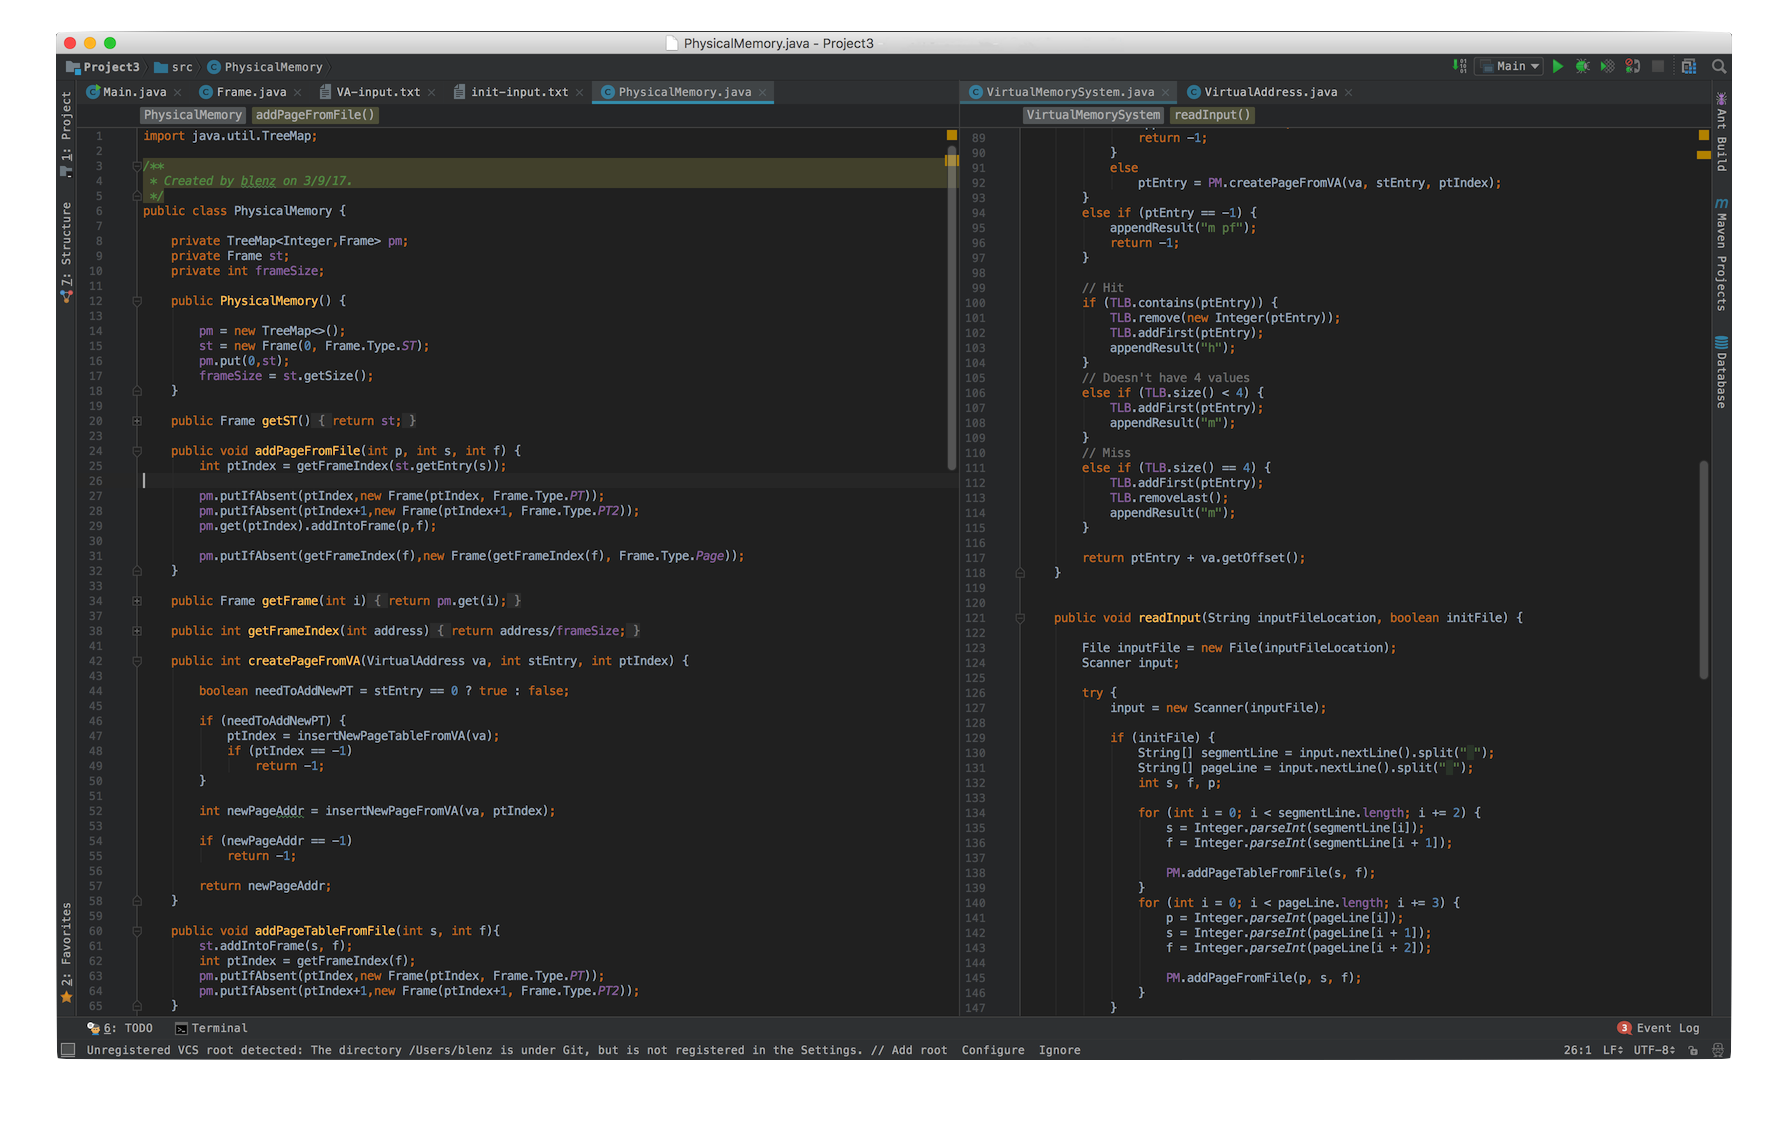 PhysicalMemory.java - Project3
Project3 src PhysicalMemory
Main
Main.java Frame.java VA-input.txt init-input.txt PhysicalMemory.java
VirtualMemorySystem.java VirtualAddress.java
1: Project
7: Structure
2: Favorites
PhysicalMemory addPageFromFile()
1 import java.util.TreeMap;
2
3 /**
4 * Created by blenz on 3/9/17.
5 */
6 public class PhysicalMemory {
7
8 private TreeMap<Integer,Frame> pm;
9 private Frame st;
10 private int frameSize;
11
12 public PhysicalMemory() {
13
14 pm = new TreeMap<>();
15 st = new Frame(0, Frame.Type.ST);
16 pm.put(0,st);
17 frameSize = st.getSize();
18 }
19
20 public Frame getST() { return st; }
23
24 public void addPageFromFile(int p, int s, int f) {
25 int ptIndex = getFrameIndex(st.getEntry(s));
26
27 pm.putIfAbsent(ptIndex,new Frame(ptIndex, Frame.Type.PT));
28 pm.putIfAbsent(ptIndex+1,new Frame(ptIndex+1, Frame.Type.PT2));
29 pm.get(ptIndex).addIntoFrame(p,f);
30
31 pm.putIfAbsent(getFrameIndex(f),new Frame(getFrameIndex(f), Frame.Type.Page));
32 }
33
34 public Frame getFrame(int i) { return pm.get(i); }
37
38 public int getFrameIndex(int address) { return address/frameSize; }
41
42 public int createPageFromVA(VirtualAddress va, int stEntry, int ptIndex) {
43
44 boolean needToAddNewPT = stEntry == 0 ? true : false;
45
46 if (needToAddNewPT) {
47 ptIndex = insertNewPageTableFromVA(va);
48 if (ptIndex == -1)
49 return -1;
50 }
51
52 int newPageAddr = insertNewPageFromVA(va, ptIndex);
53
54 if (newPageAddr == -1)
55 return -1;
56
57 return newPageAddr;
58 }
59
60 public void addPageTableFromFile(int s, int f){
61 st.addIntoFrame(s, f);
62 int ptIndex = getFrameIndex(f);
63 pm.putIfAbsent(ptIndex,new Frame(ptIndex, Frame.Type.PT));
64 pm.putIfAbsent(ptIndex+1,new Frame(ptIndex+1, Frame.Type.PT2));
65 }
VirtualMemorySystem readInput()
89 return -1;
90 }
91 else
92 ptEntry = PM.createPageFromVA(va, stEntry, ptIndex);
93 }
94 else if (ptEntry == -1) {
95 appendResult("m pf");
96 return -1;
97 }
98
99 // Hit
100 if (TLB.contains(ptEntry)) {
101 TLB.remove(new Integer(ptEntry));
102 TLB.addFirst(ptEntry);
103 appendResult("h");
104 }
105 // Doesn't have 4 values
106 else if (TLB.size() < 4) {
107 TLB.addFirst(ptEntry);
108 appendResult("m");
109 }
110 // Miss
111 else if (TLB.size() == 4) {
112 TLB.addFirst(ptEntry);
113 TLB.removeLast();
114 appendResult("m");
115 }
116
117 return ptEntry + va.getOffset();
118 }
119
120
121 public void readInput(String inputFileLocation, boolean initFile) {
122
123 File inputFile = new File(inputFileLocation);
124 Scanner input;
125
126 try {
127 input = new Scanner(inputFile);
128
129 if (initFile) {
130 String[] segmentLine = input.nextLine().split(" ");
131 String[] pageLine = input.nextLine().split(" ");
132 int s, f, p;
133
134 for (int i = 0; i < segmentLine.length; i += 2) {
135 s = Integer.parseInt(segmentLine[i]);
136 f = Integer.parseInt(segmentLine[i + 1]);
137
138 PM.addPageTableFromFile(s, f);
139 }
140 for (int i = 0; i < pageLine.length; i += 3) {
141 p = Integer.parseInt(pageLine[i]);
142 s = Integer.parseInt(pageLine[i + 1]);
143 f = Integer.parseInt(pageLine[i + 2]);
144
145 PM.addPageFromFile(p, s, f);
146 }
147 }
Ant Build
m Maven Projects
Database
6: TODO Terminal
3 Event Log
Unregistered VCS root detected: The directory /Users/blenz is under Git, but is not registered in the Settings. // Add root Configure Ignore
26:1 LF UTF-8